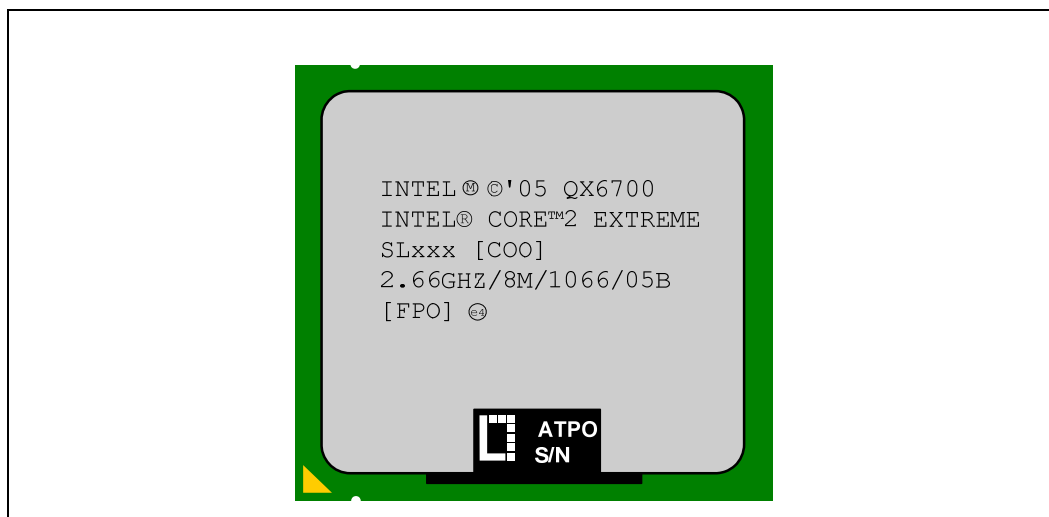 INTEL Ⓜ ©'05 QX6700
INTEL® CORE™2 EXTREME
SLxxx [COO]
2.66GHZ/8M/1066/05B
[FPO] e4
ATPO
S/N